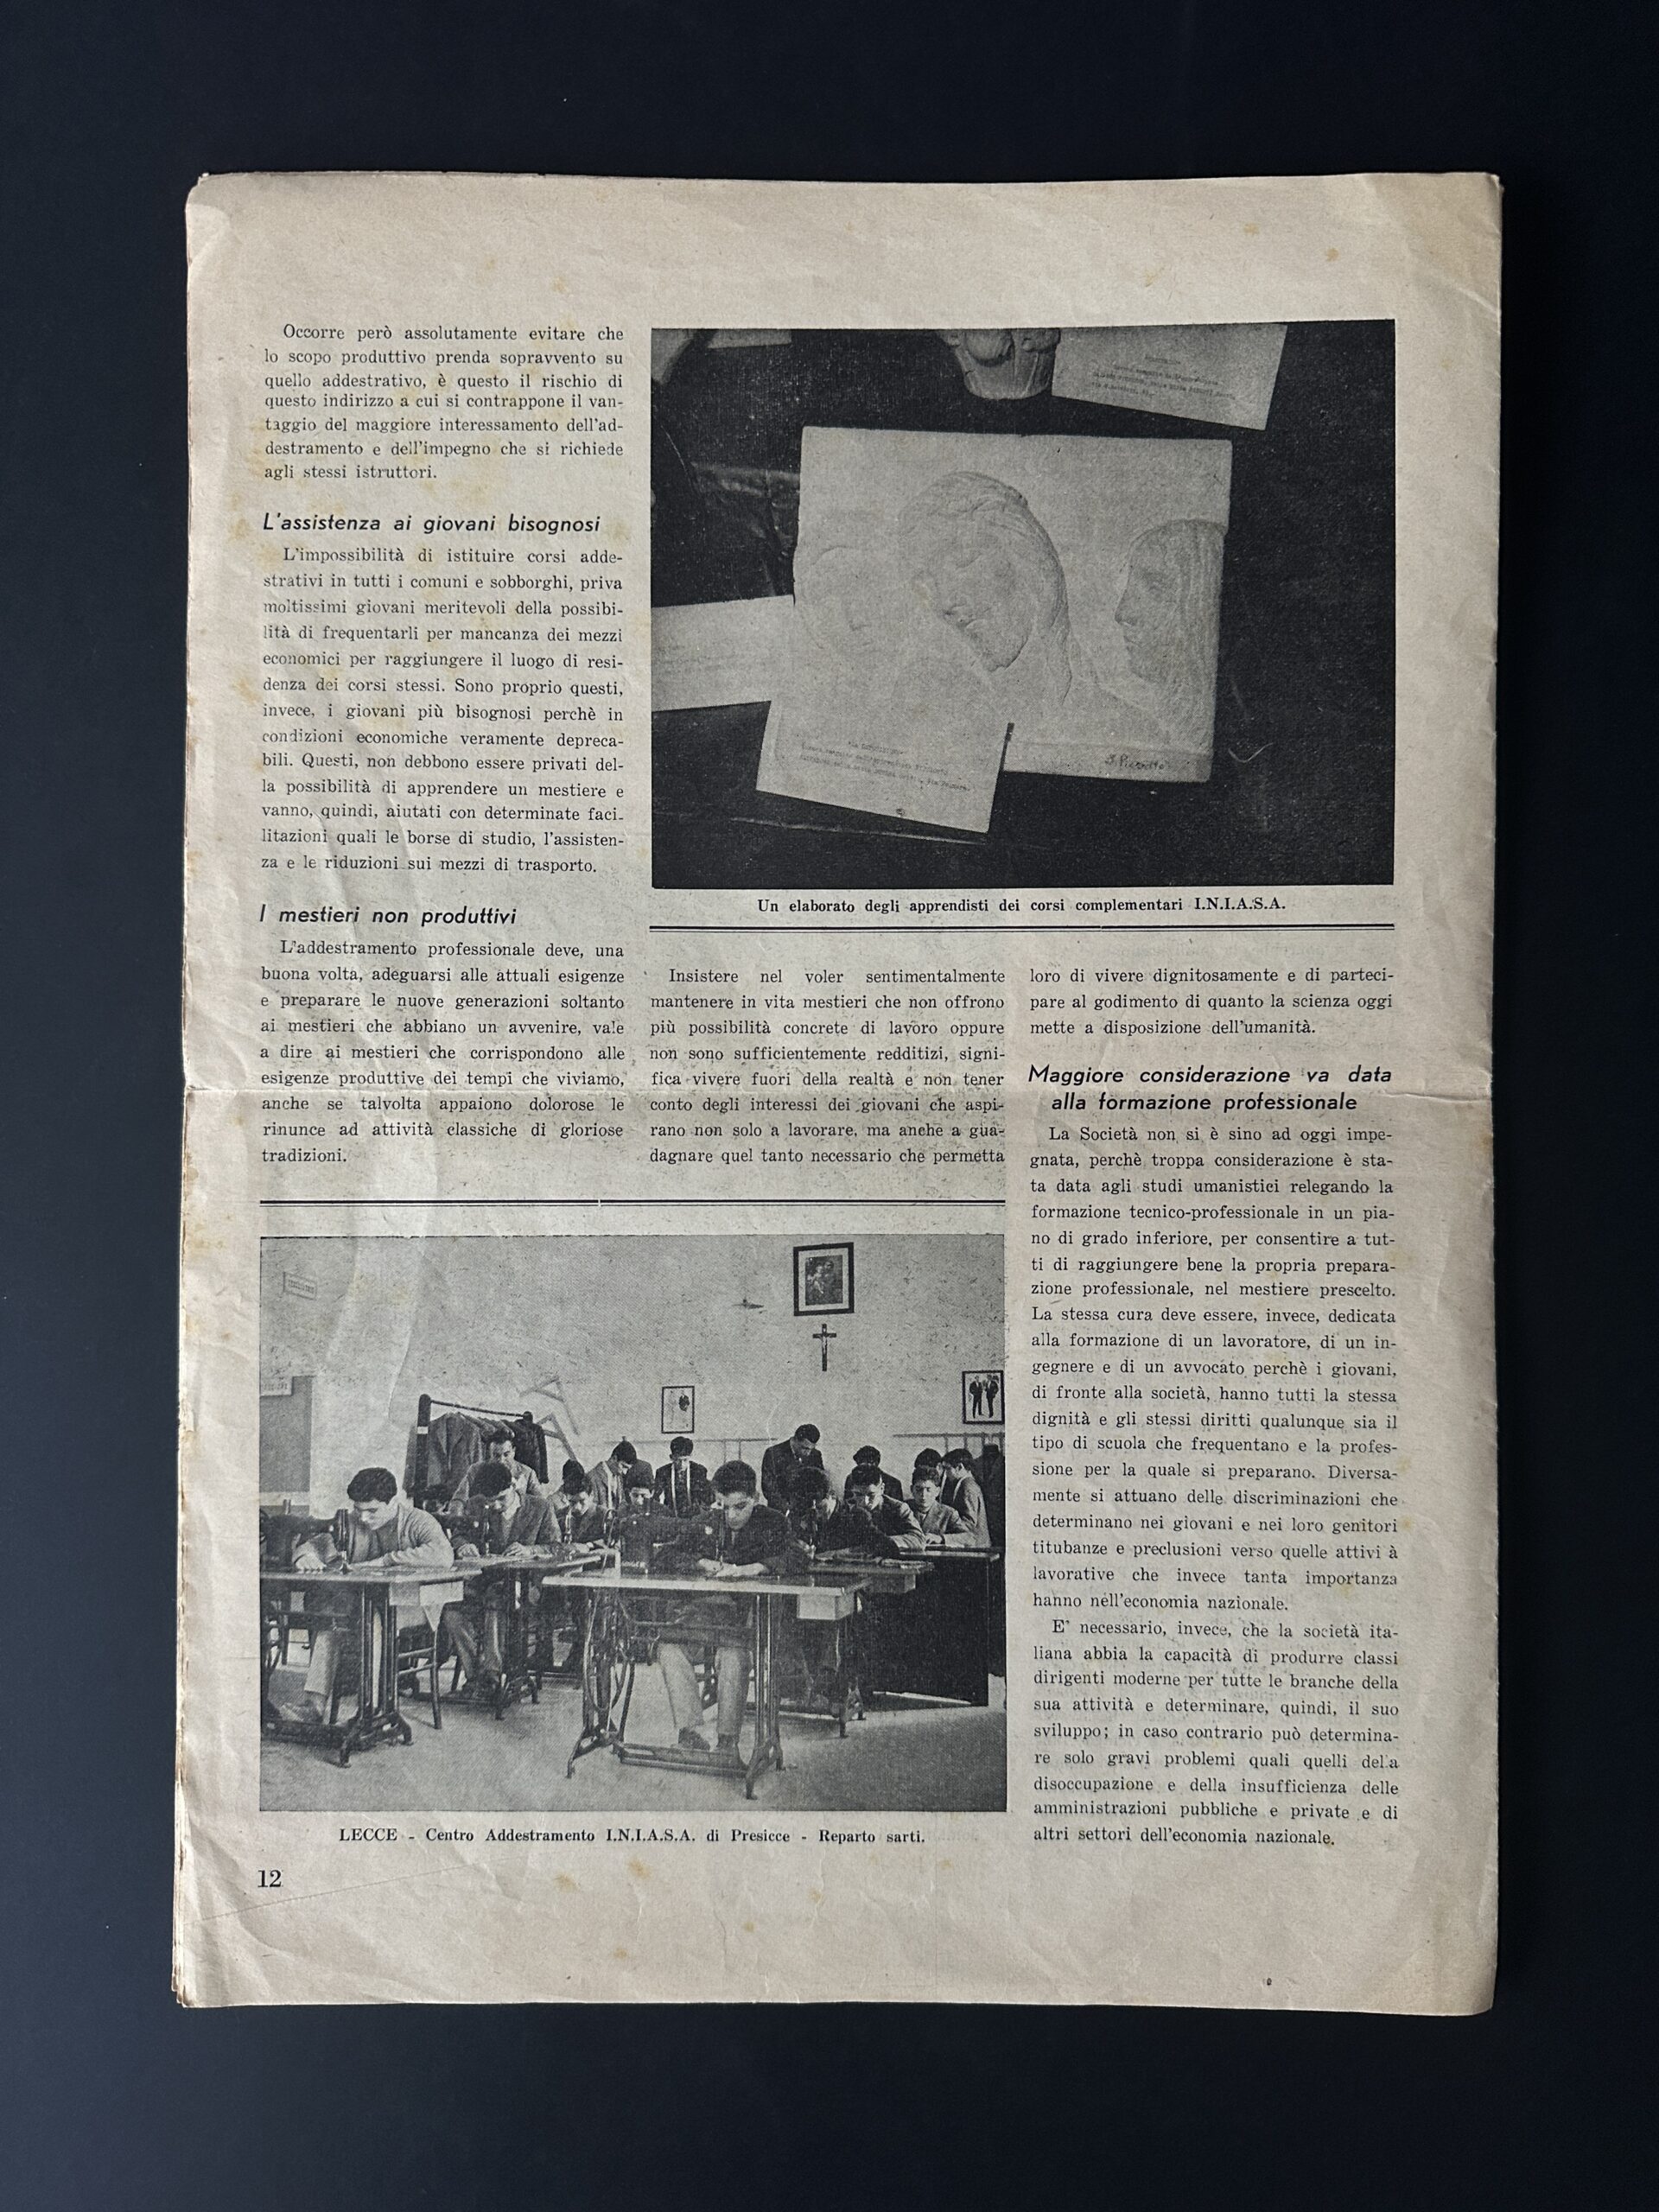 Occorre però assolutamente evitare che
lo scopo produttivo prenda sopravvento su
quello addestrativo, è questo il rischio di
questo indirizzo a cui si contrappone il van-
taggio del maggiore interessamento dell'ad-
destramento e dell'impegno che si richiede
agli stessi istruttori.
L'assistenza ai giovani bisognosi
L'impossibilità di istituire corsi adde-
strativi in tutti i comuni e sobborghi, priva
moltissimi giovani meritevoli della possibi-
lità di frequentarli per mancanza dei mezzi
economici per raggiungere il luogo di resi-
denza dei corsi stessi. Sono proprio questi,
invece, i giovani più bisognosi perchè in
condizioni economiche veramente depreca-
bili. Questi, non debbono essere privati del-
la possibilità di apprendere un mestiere e
vanno, quindi, aiutati con determinate faci-
litazioni quali le borse di studio, l'assisten-
za e le riduzioni sui mezzi di trasporto.
I mestieri non produttivi
L'addestramento professionale deve, una
buona volta, adeguarsi alle attuali esigenze
e preparare le nuove generazioni soltanto
ai mestieri che abbiano un avvenire, vale
a dire ai mestieri che corrispondono alle
esigenze produttive dei tempi che viviamo,
anche se talvolta appaiono dolorose le
rinunce ad attività classiche di gloriose
tradizioni.
Un elaborato degli apprendisti dei corsi complementari I.N.I.A.S.A.
Insistere nel voler sentimentalmente
mantenere in vita mestieri che non offrono
più possibilità concrete di lavoro oppure
non sono sufficientemente redditizi, signi-
fica vivere fuori della realtà e non tener
conto degli interessi dei giovani che aspi-
rano non solo a lavorare, ma anche a gua-
dagnare quel tanto necessario che permetta
loro di vivere dignitosamente e di parteci-
pare al godimento di quanto la scienza oggi
mette a disposizione dell'umanità.
Maggiore considerazione va data
alla formazione professionale
La Società non si è sino ad oggi impe-
gnata, perchè troppa considerazione è sta-
ta data agli studi umanistici relegando la
formazione tecnico-professionale in un pia-
no di grado inferiore, per consentire a tut-
ti di raggiungere bene la propria prepara-
zione professionale, nel mestiere prescelto.
La stessa cura deve essere, invece, dedicata
alla formazione di un lavoratore, di un in-
gegnere e di un avvocato perchè i giovani,
di fronte alla società, hanno tutti la stessa
dignità e gli stessi diritti qualunque sia il
tipo di scuola che frequentano e la profes-
sione per la quale si preparano. Diversa-
mente si attuano delle discriminazioni che
determinano nei giovani e nei loro genitori
titubanze e preclusioni verso quelle attivi à
lavorative che invece tanta importanza
hanno nell'economia nazionale.
E' necessario, invece, che la società ita-
liana abbia la capacità di produrre classi
dirigenti moderne per tutte le branche della
sua attività e determinare, quindi, il suo
sviluppo; in caso contrario può determina-
re solo gravi problemi quali quelli del a
disoccupazione e della insufficienza delle
amministrazioni pubbliche e private e di
altri settori dell'economia nazionale.
LECCE - Centro Addestramento I.N.I.A.S.A. di Presicce - Reparto sarti.
12